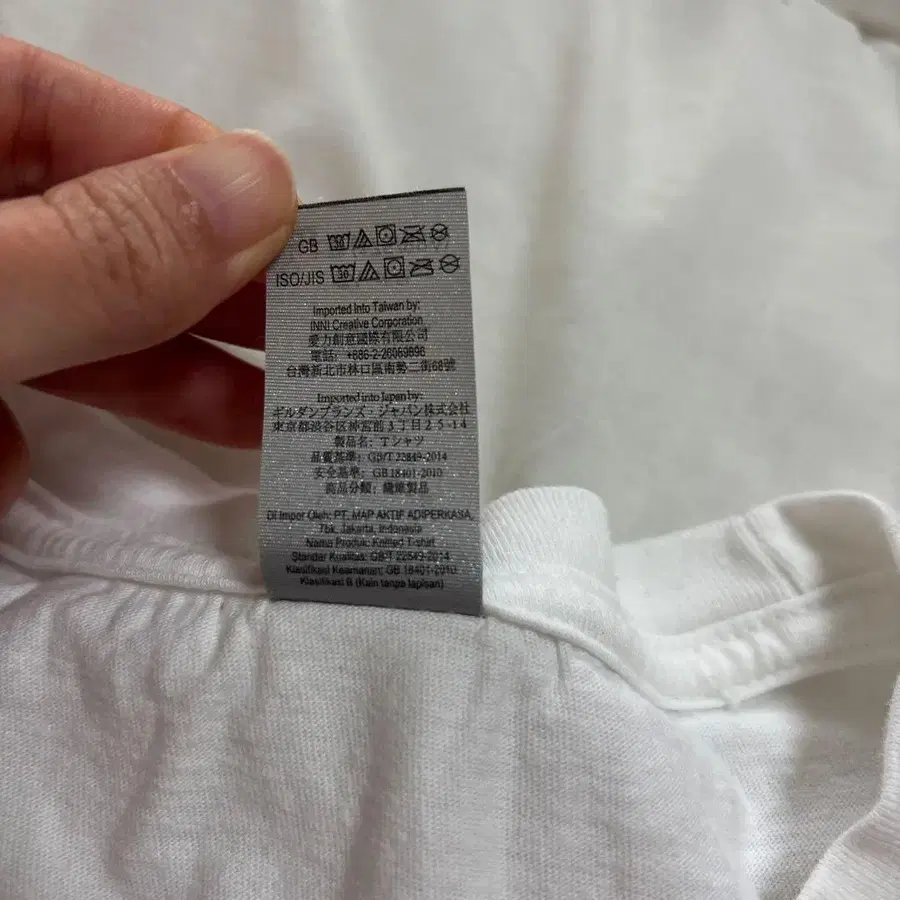 GB
ISO/JIS 30
Imported Into Taiwan by:
INNI Creative Corporation
愛力創意國際有限公司
電話: +886-2-26069896
台灣新北市林口區南勢二街68號
Imported into Japan by:
ギルダンブランズ・ジャパン株式会社
東京都渋谷区神宮前3丁目25-14
製品名: Tシャツ
品質基準: GB/T 22849-2014
安全基準: GB 18401-2010
商品分類: 繊維製品
Di Impor Oleh: PT. MAP AKTIF ADIPERKASA,
Tbk. Jakarta, Indonesia
Nama Produk: Knitted T-shirt
Standar Kualitas: GB/T 22549-2014
Klasifikasi Keamanan: GB 18401-2010
Klasifikasi B (Kain tanpa lapisan)